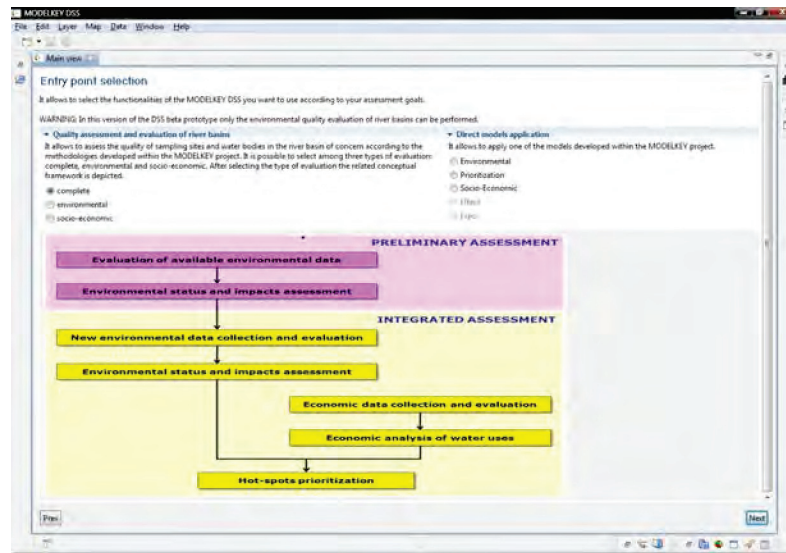 MODELKEY DSS
File Edit Layer Map Data Window Help
Main view
Entry point selection
It allows to select the functionalities of the MODELKEY DSS you want to use according to your assessment goals.
WARNING: In this version of the DSS beta prototype only the environmental quality evaluation of river basins can be performed.
Quality assessment and evaluation of river basins
It allows to assess the quality of sampling sites and water bodies in the river basin of concern according to the
methodologies developed within the MODELKEY project. It is possible to select among three types of evaluation:
complete, environmental and socio-economic. After selecting the type of evaluation the related conceptual
framework is depicted.
complete
environmental
socio-economic
Direct models application
It allows to apply one of the models developed within the MODELKEY project.
Environmental
Prioritization
Socio-Economic
Effect
Expo
PRELIMINARY ASSESSMENT
Evaluation of available environmental data
Environmental status and impacts assessment
INTEGRATED ASSESSMENT
New environmental data collection and evaluation
Environmental status and impacts assessment
Economic data collection and evaluation
Economic analysis of water uses
Hot-spots prioritization
Prev
Next